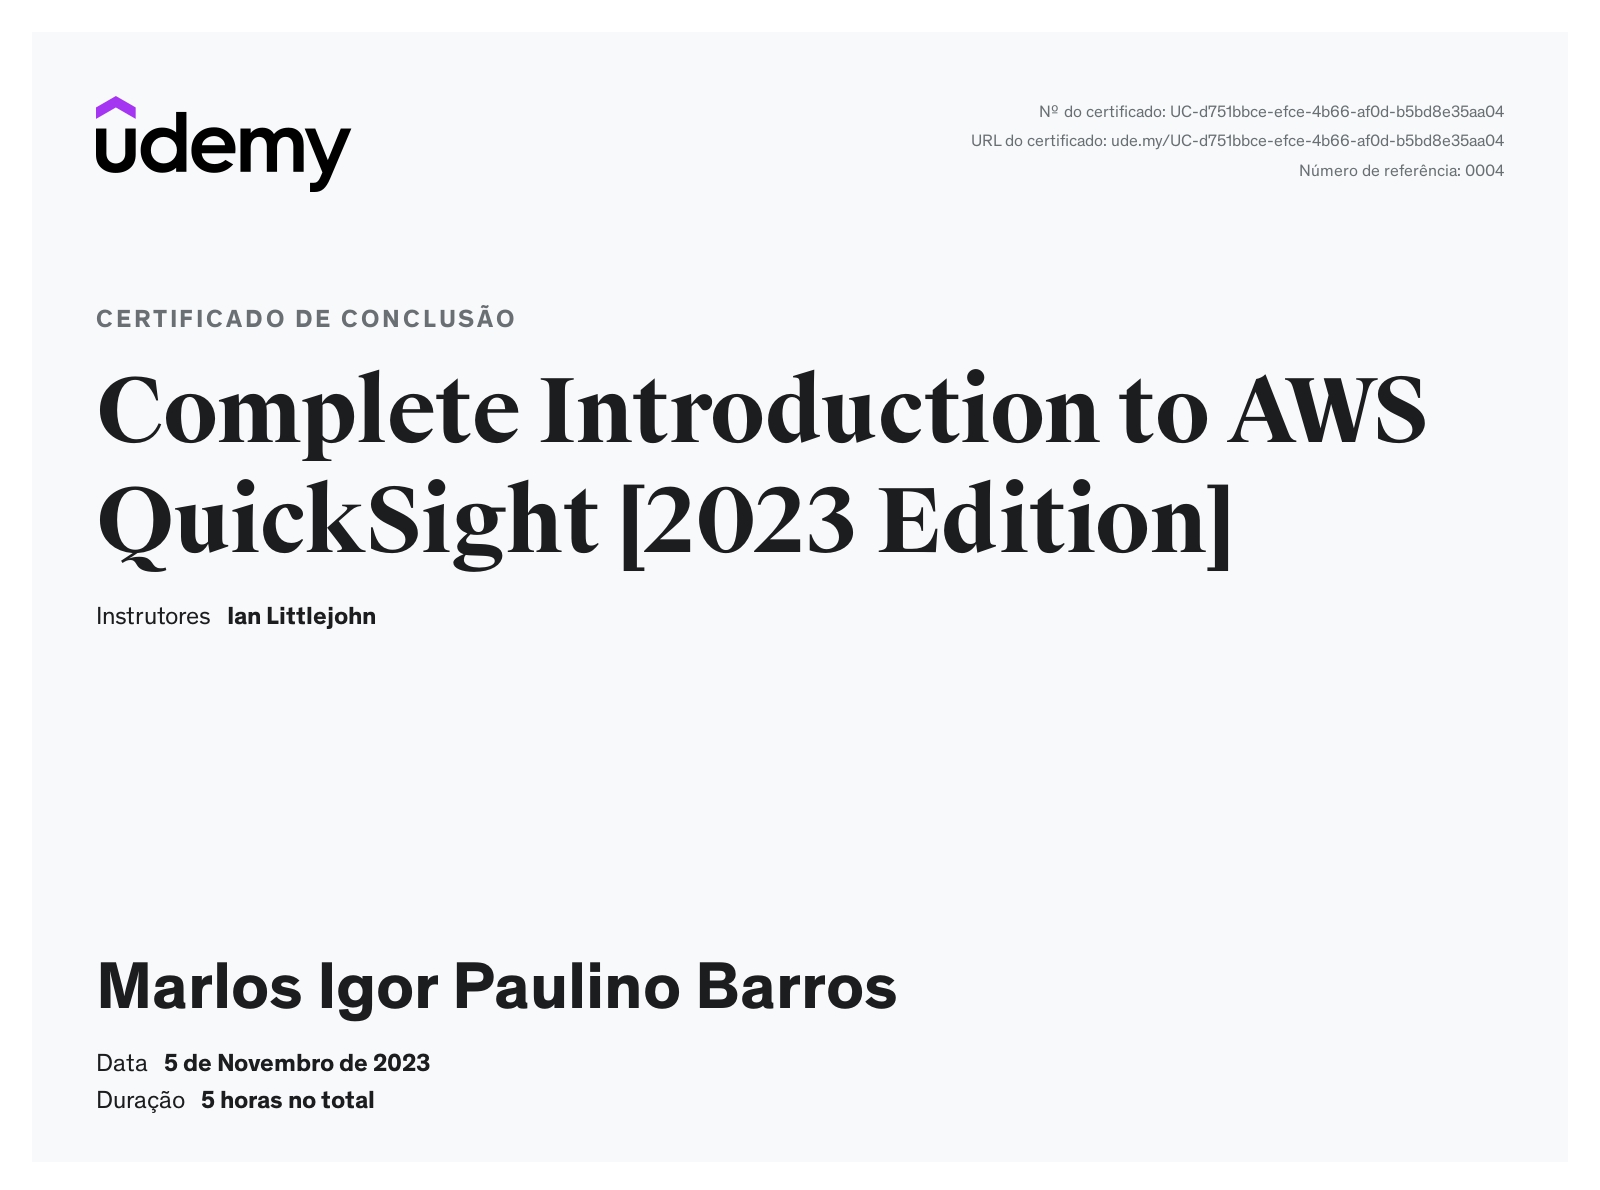 udemy
Nº do certificado: UC-d751bbce-efce-4b66-af0d-b5bd8e35aa04
URL do certificado: ude.my/UC-d751bbce-efce-4b66-af0d-b5bd8e35aa04
Número de referência: 0004
CERTIFICADO DE CONCLUSÃO
Complete Introduction to AWS
QuickSight [2023 Edition]
Instrutores Ian Littlejohn
Marlos Igor Paulino Barros
Data 5 de Novembro de 2023
Duração 5 horas no total